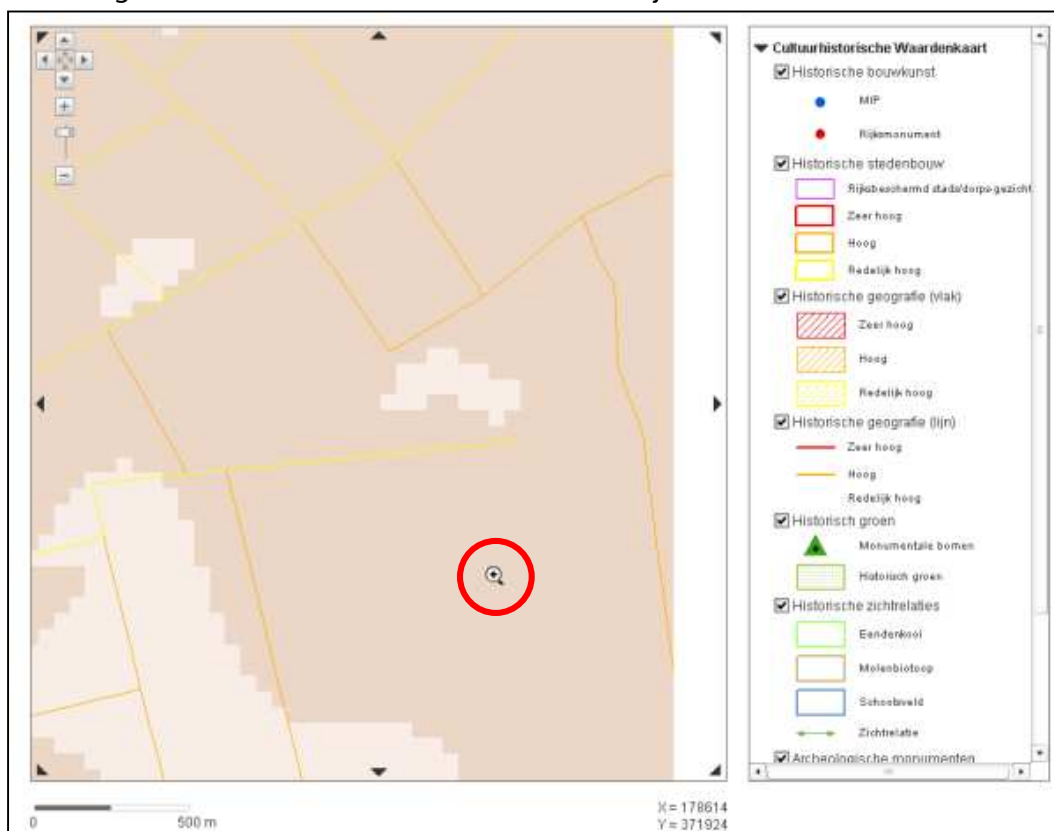 Cultuurhistorische Waardenkaart
Historische bouwkunst
MIP
Rijksmonument
Historische stedenbouw
Rijksbeschermd stads/dorps-gezicht
Zeer hoog
Hoog
Redelijk hoog
Historische geografie (vlak)
Zeer hoog
Hoog
Redelijk hoog
Historische geografie (lijn)
Zeer hoog
Hoog
Redelijk hoog
Historisch groen
Monumentale bomen
Historisch groen
Historische zichtrelaties
Eendenkooi
Molenbiotoop
Schootsveld
Zichtrelatie
Archeologische monumenten
0 500 m
X = 178614
Y = 371924